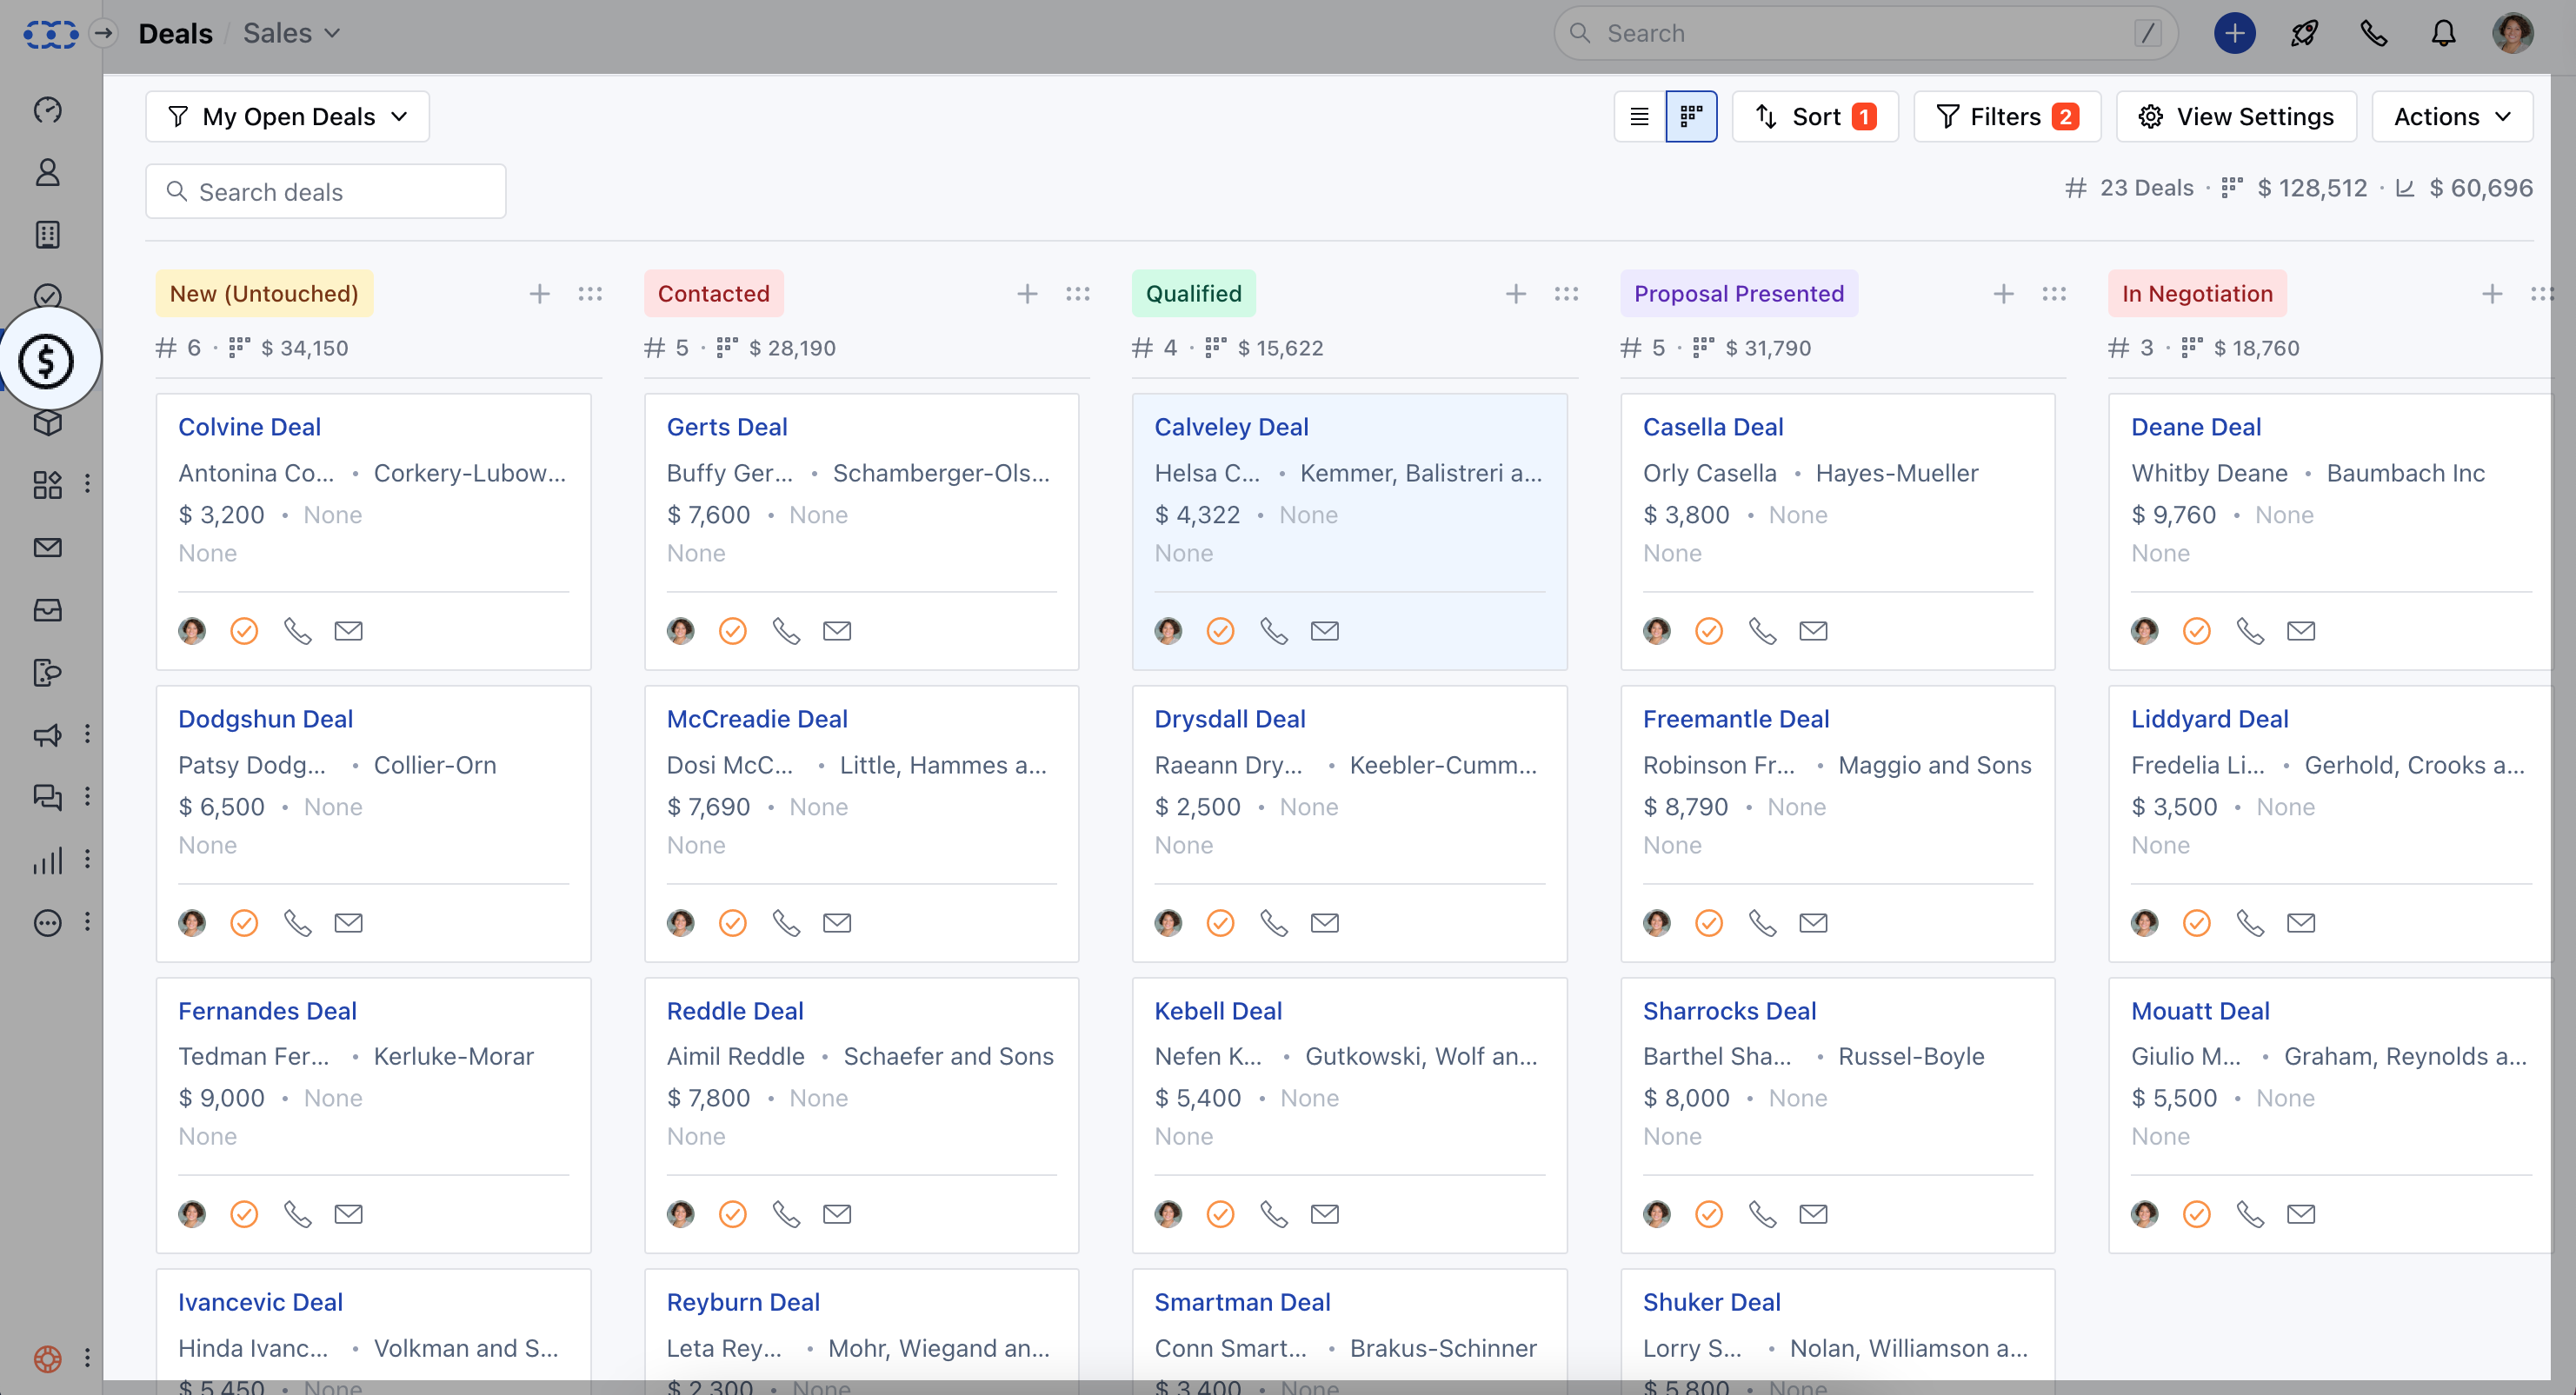 Deals / Sales
Search /
My Open Deals
Sort 1 Filters 2 View Settings Actions
Search deals
# 23 Deals · $ 128,512 · $ 60,696
New (Untouched)
# 6 · $ 34,150
Colvine Deal
Antonina Co... • Corkery-Lubow...
$ 3,200 • None
None
Dodgshun Deal
Patsy Dodg... • Collier-Orn
$ 6,500 • None
None
Fernandes Deal
Tedman Fer... • Kerluke-Morar
$ 9,000 • None
None
Ivancevic Deal
Hinda Ivanc... • Volkman and S...
$ 5,450 • None
Contacted
# 5 · $ 28,190
Gerts Deal
Buffy Ger... • Schamberger-Ols...
$ 7,600 • None
None
McCreadie Deal
Dosi McC... • Little, Hammes a...
$ 7,690 • None
None
Reddle Deal
Aimil Reddle • Schaefer and Sons
$ 7,800 • None
None
Reyburn Deal
Leta Rey... • Mohr, Wiegand an...
$ 2,300 • None
Qualified
# 4 · $ 15,622
Calveley Deal
Helsa C... • Kemmer, Balistreri a...
$ 4,322 • None
None
Drysdall Deal
Raeann Dry... • Keebler-Cumm...
$ 2,500 • None
None
Kebell Deal
Nefen K... • Gutkowski, Wolf an...
$ 5,400 • None
None
Smartman Deal
Conn Smart... • Brakus-Schinner
$ 3,400 • None
Proposal Presented
# 5 · $ 31,790
Casella Deal
Orly Casella • Hayes-Mueller
$ 3,800 • None
None
Freemantle Deal
Robinson Fr... • Maggio and Sons
$ 8,790 • None
None
Sharrocks Deal
Barthel Sha... • Russel-Boyle
$ 8,000 • None
None
Shuker Deal
Lorry S... • Nolan, Williamson a...
$ 5,800 • None
In Negotiation
# 3 · $ 18,760
Deane Deal
Whitby Deane • Baumbach Inc
$ 9,760 • None
None
Liddyard Deal
Fredelia Li... • Gerhold, Crooks a...
$ 3,500 • None
None
Mouatt Deal
Giulio M... • Graham, Reynolds a...
$ 5,500 • None
None